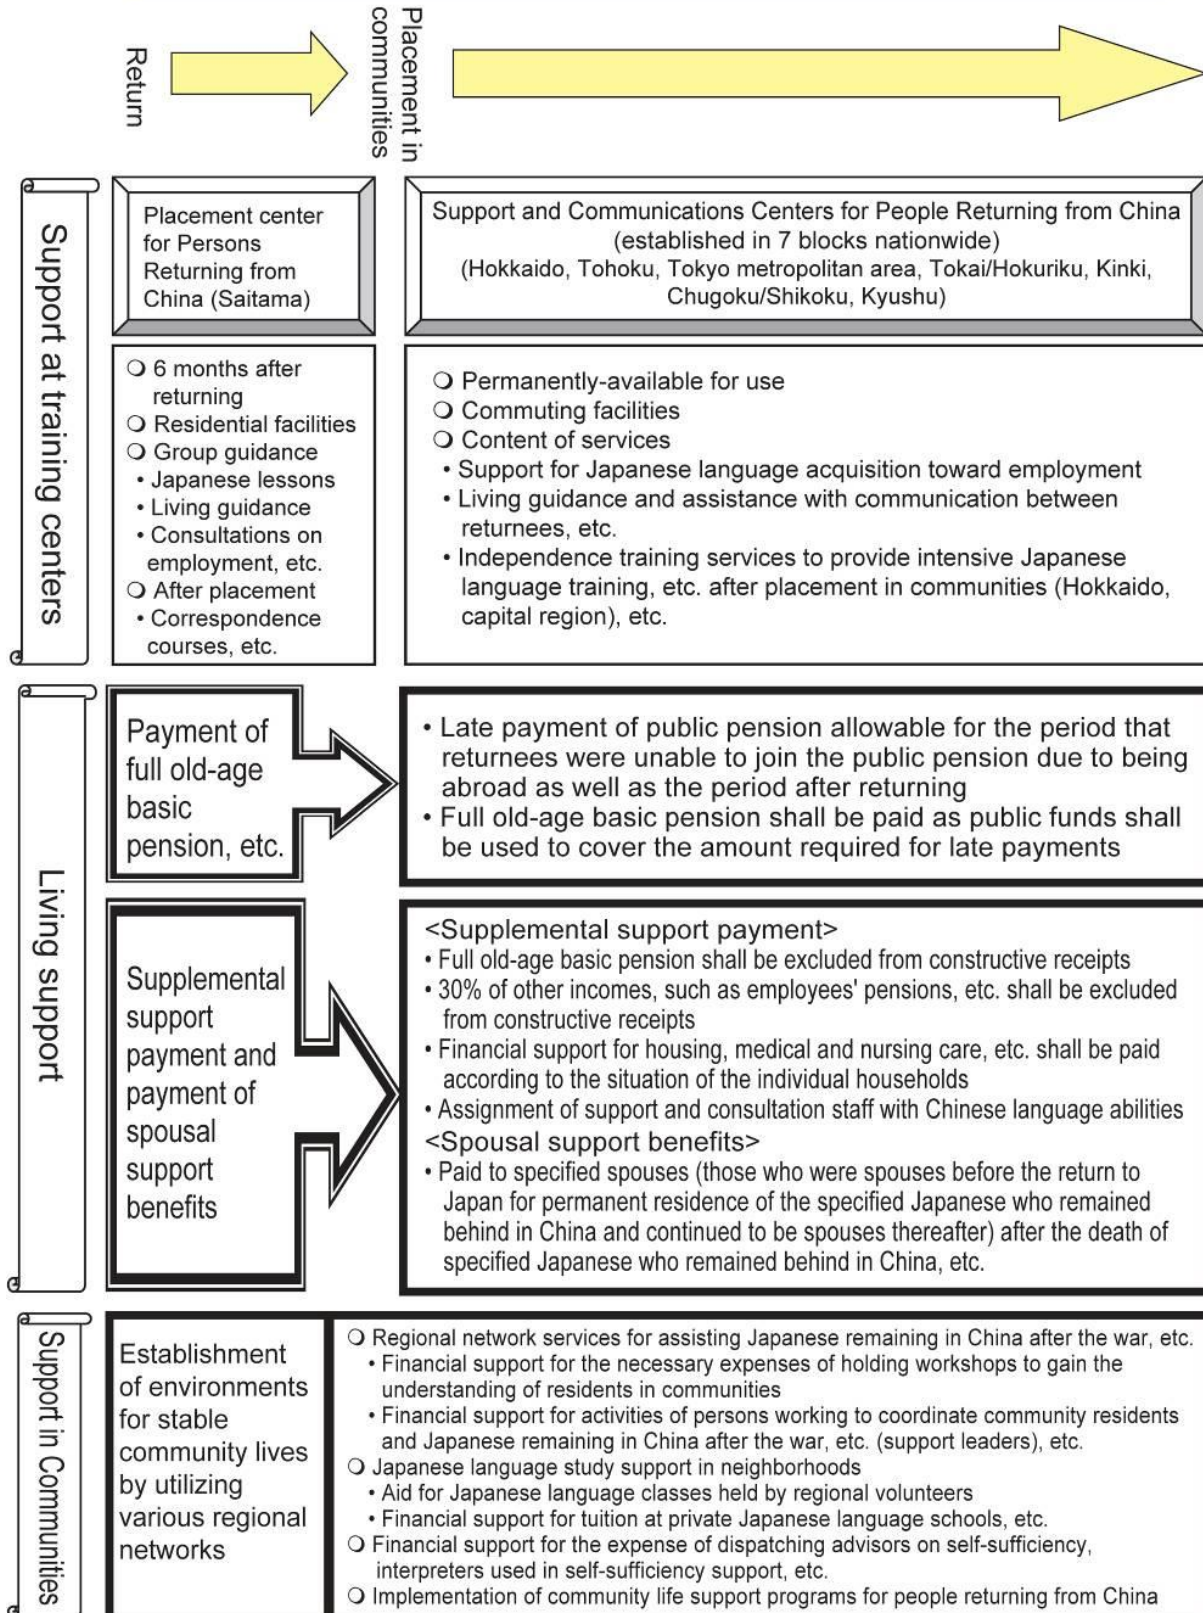 Return
Placement in
communities
Support at training centers
Placement center
for Persons
Returning from
China (Saitama)
Support and Communications Centers for People Returning from China
(established in 7 blocks nationwide)
(Hokkaido, Tohoku, Tokyo metropolitan area, Tokai/Hokuriku, Kinki,
Chugoku/Shikoku, Kyushu)
○ 6 months after
returning
○ Residential facilities
○ Group guidance
• Japanese lessons
• Living guidance
• Consultations on
employment, etc.
○ After placement
• Correspondence
courses, etc.
○ Permanently-available for use
○ Commuting facilities
○ Content of services
• Support for Japanese language acquisition toward employment
• Living guidance and assistance with communication between
returnees, etc.
• Independence training services to provide intensive Japanese
language training, etc. after placement in communities (Hokkaido,
capital region), etc.
Living support
Payment of
full old-age
basic
pension, etc.
• Late payment of public pension allowable for the period that
returnees were unable to join the public pension due to being
abroad as well as the period after returning
• Full old-age basic pension shall be paid as public funds shall
be used to cover the amount required for late payments
Supplemental
support
payment and
payment of
spousal
support
benefits
<Supplemental support payment>
• Full old-age basic pension shall be excluded from constructive receipts
• 30% of other incomes, such as employees' pensions, etc. shall be excluded
from constructive receipts
• Financial support for housing, medical and nursing care, etc. shall be paid
according to the situation of the individual households
• Assignment of support and consultation staff with Chinese language abilities
<Spousal support benefits>
• Paid to specified spouses (those who were spouses before the return to
Japan for permanent residence of the specified Japanese who remained
behind in China and continued to be spouses thereafter) after the death of
specified Japanese who remained behind in China, etc.
Support in Communities
Establishment
of environments
for stable
community lives
by utilizing
various regional
networks
○ Regional network services for assisting Japanese remaining in China after the war, etc.
• Financial support for the necessary expenses of holding workshops to gain the
understanding of residents in communities
• Financial support for activities of persons working to coordinate community residents
and Japanese remaining in China after the war, etc. (support leaders), etc.
○ Japanese language study support in neighborhoods
• Aid for Japanese language classes held by regional volunteers
• Financial support for tuition at private Japanese language schools, etc.
○ Financial support for the expense of dispatching advisors on self-sufficiency,
interpreters used in self-sufficiency support, etc.
○ Implementation of community life support programs for people returning from China